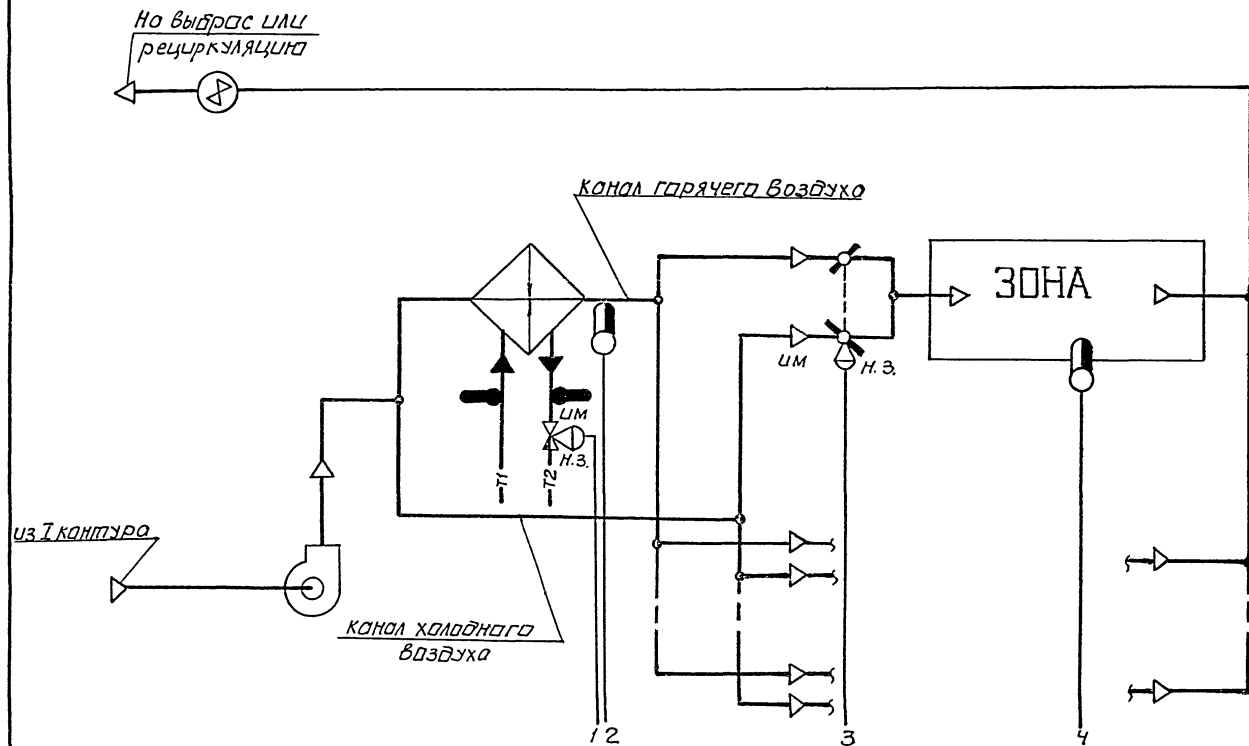 На выброс или
рециркуляцию
канал горячего воздуха
ЗОНА
им
Н.З.
им
Н.З.
Т1
Т2
из I контура
канал холодного
воздуха
1 2
3
4